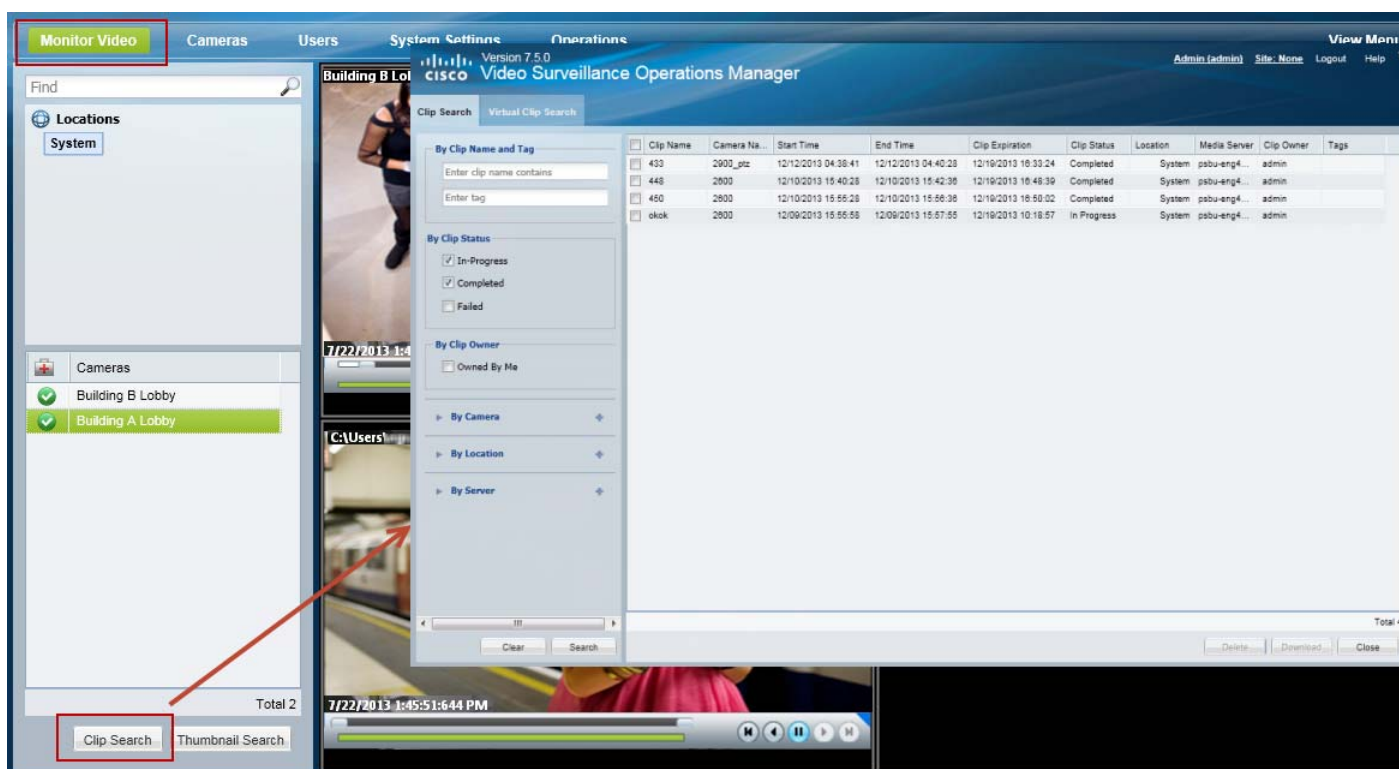 Monitor Video Cameras Users System Settings Operations View Menu
Find
Locations
System
Cameras
Building B Lobby
Building A Lobby
Total 2
Clip Search Thumbnail Search
Building B Lo
7/22/2013 1:4
C:\Users\
7/22/2013 1:45:51:644 PM
cisco
Version 7.5.0
Video Surveillance Operations Manager
Admin (admin) Site: None Logout Help
Clip Search Virtual Clip Search
By Clip Name and Tag
Enter clip name contains
Enter tag
By Clip Status
In-Progress
Completed
Failed
By Clip Owner
Owned By Me
By Camera
By Location
By Server
Clear Search
Clip Name Camera Na... Start Time End Time Clip Expiration Clip Status Location Media Server Clip Owner Tags
433 2900_ptz 12/12/2013 04:38:41 12/12/2013 04:40:28 12/19/2013 16:33:24 Completed System psbu-eng4... admin
448 2600 12/10/2013 15:40:28 12/10/2013 15:42:36 12/19/2013 16:48:39 Completed System psbu-eng4... admin
450 2600 12/10/2013 15:55:28 12/10/2013 15:56:36 12/19/2013 16:50:02 Completed System psbu-eng4... admin
okok 2600 12/09/2013 15:55:58 12/09/2013 15:57:55 12/19/2013 10:18:57 In Progress System psbu-eng4... admin
Total
Delete Download Close